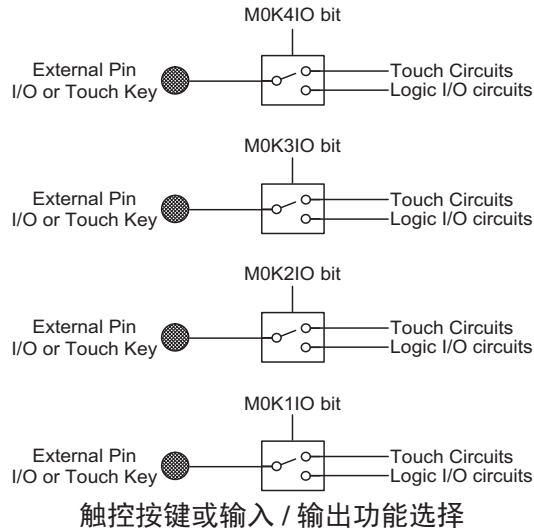 M0K4IO bit
External Pin
I/O or Touch Key
Touch Circuits
Logic I/O circuits
M0K3IO bit
External Pin
I/O or Touch Key
Touch Circuits
Logic I/O circuits
M0K2IO bit
External Pin
I/O or Touch Key
Touch Circuits
Logic I/O circuits
M0K1IO bit
External Pin
I/O or Touch Key
Touch Circuits
Logic I/O circuits
触控按键或输入 / 输出功能选择